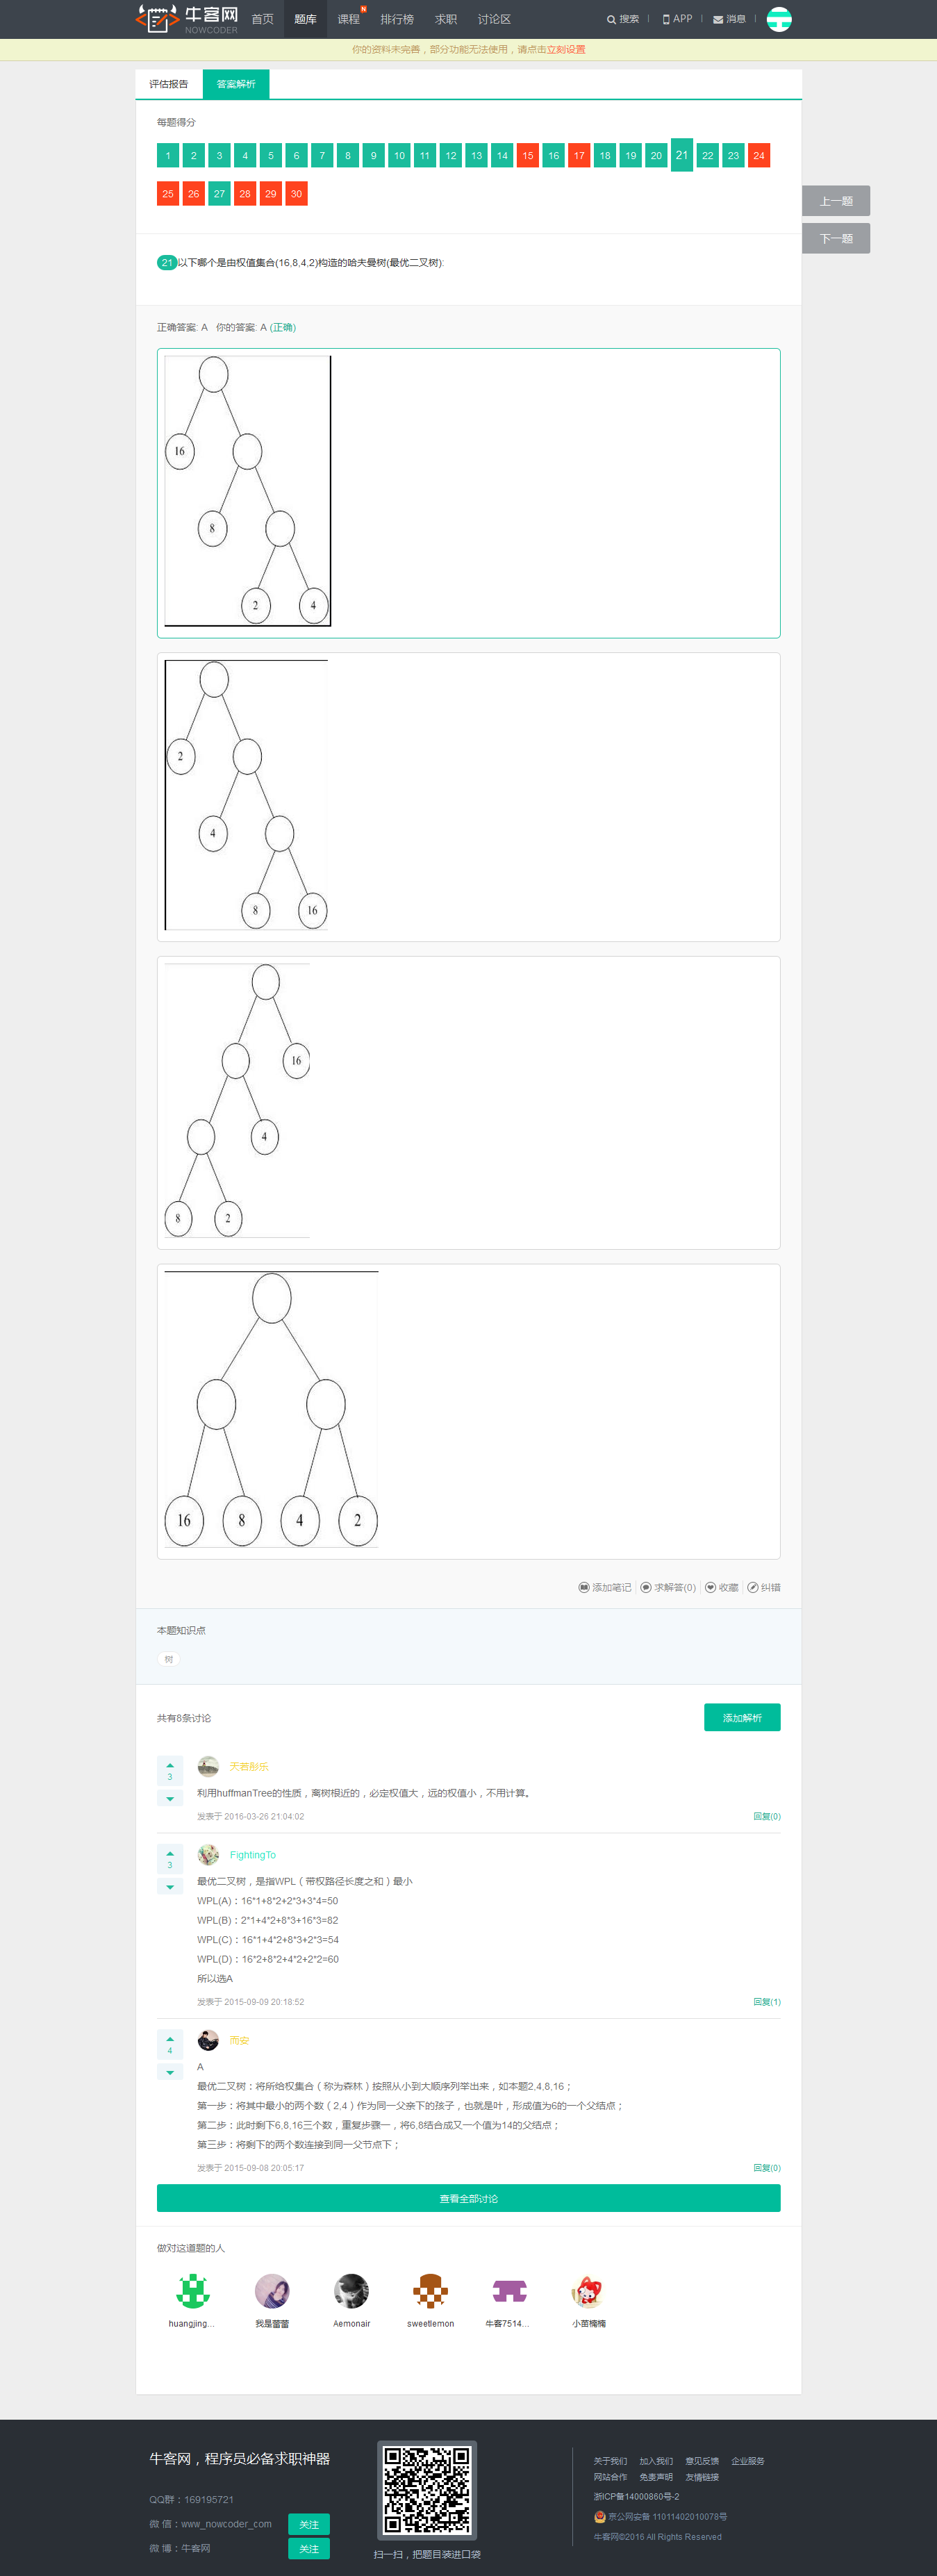 牛客网 NOWCODER 首页 题库 课程 N 排行榜 求职 讨论区 搜索 APP 消息
你的资料未完善，部分功能无法使用，请点击立刻设置
评估报告 答案解析
每题得分
1 2 3 4 5 6 7 8 9 10 11 12 13 14 15 16 17 18 19 20 21 22 23 24
25 26 27 28 29 30
上一题
下一题
21 以下哪个是由权值集合(16,8,4,2)构造的哈夫曼树(最优二叉树):
正确答案: A 你的答案: A (正确)
16
8
2 4
2
4
8 16
16
4
8 2
16 8 4 2
添加笔记 求解答(0) 收藏 纠错
本题知识点
树
共有8条讨论 添加解析
3 天若彤乐
利用huffmanTree的性质，离树根近的，必定权值大，远的权值小，不用计算。
发表于 2016-03-26 21:04:02 回复(0)
3 FightingTo
最优二叉树，是指WPL（带权路径长度之和）最小
WPL(A)：16*1+8*2+2*3+3*4=50
WPL(B)：2*1+4*2+8*3+16*3=82
WPL(C)：16*1+4*2+8*3+2*3=54
WPL(D)：16*2+8*2+4*2+2*2=60
所以选A
发表于 2015-09-09 20:18:52 回复(1)
4 而安
A
最优二叉树：将所给权集合（称为森林）按照从小到大顺序列举出来，如本题2,4,8,16；
第一步：将其中最小的两个数（2,4）作为同一父亲下的孩子，也就是叶，形成值为6的一个父结点；
第二步：此时剩下6,8,16三个数，重复步骤一，将6,8结合成又一个值为14的父结点；
第三步：将剩下的两个数连接到同一父节点下；
发表于 2015-09-08 20:05:17 回复(0)
查看全部讨论
做对这道题的人
huangjing... 我是蕾蕾 Aemonair sweetlemon 牛客7514... 小苗楠楠
牛客网，程序员必备求职神器
QQ群：169195721
微 信：www_nowcoder_com 关注
微 博：牛客网 关注
扫一扫，把题目装进口袋
关于我们 加入我们 意见反馈 企业服务
网站合作 免责声明 友情链接
浙ICP备14000860号-2
京公网安备 11011402010078号
牛客网©2016 All Rights Reserved